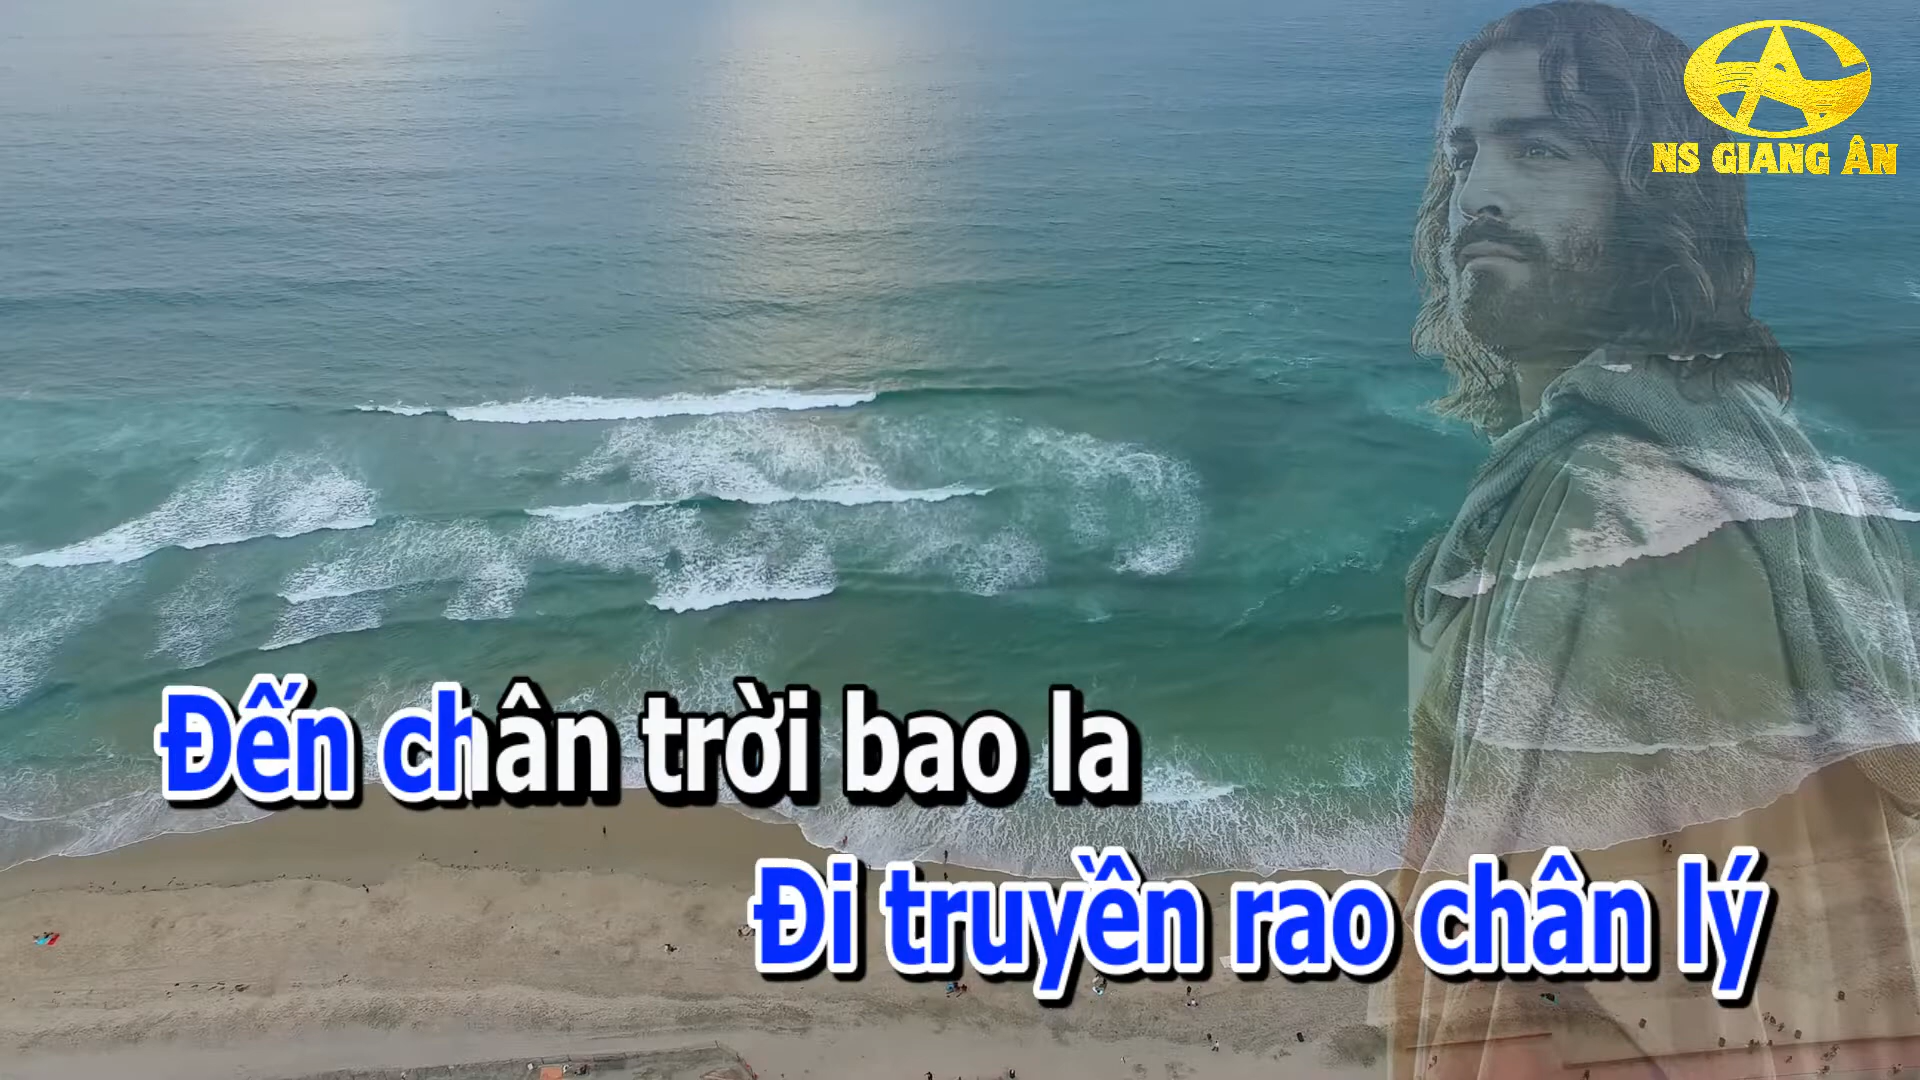 NS GIANG ÂN
Đến chân trời bao la
Đi truyền rao chân lý